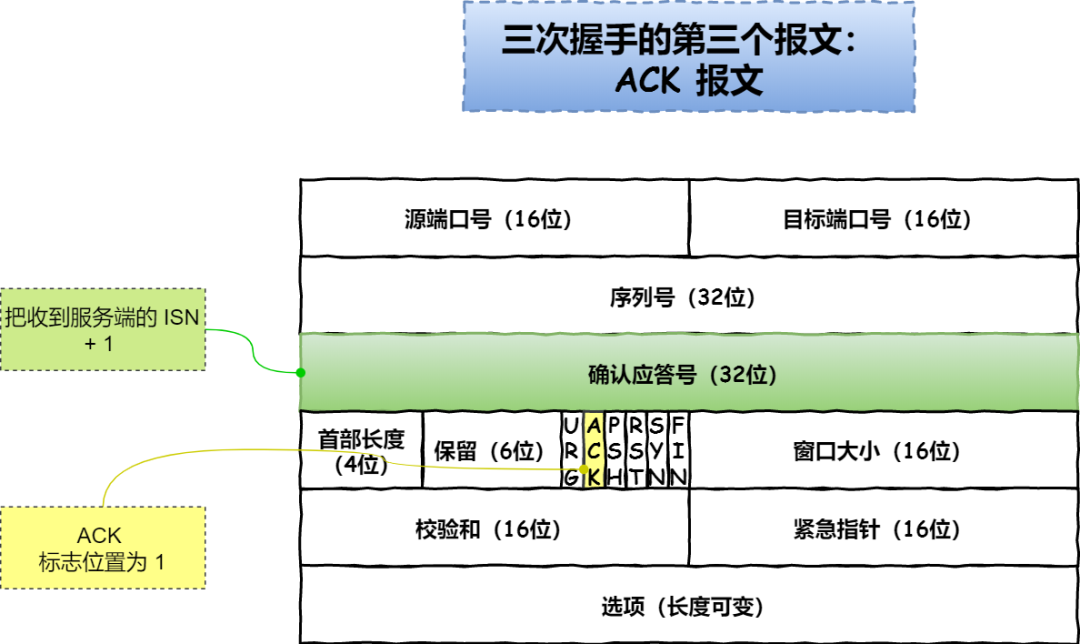 三次握手的第三个报文：
ACK 报文
源端口号（16位）
目标端口号（16位）
序列号（32位）
把收到服务端的 ISN
+ 1
确认应答号（32位）
首部长度
（4位）
保留（6位）
URG
ACK
PSH
RST
SYN
FIN
窗口大小（16位）
ACK
标志位置为 1
校验和（16位）
紧急指针（16位）
选项（长度可变）